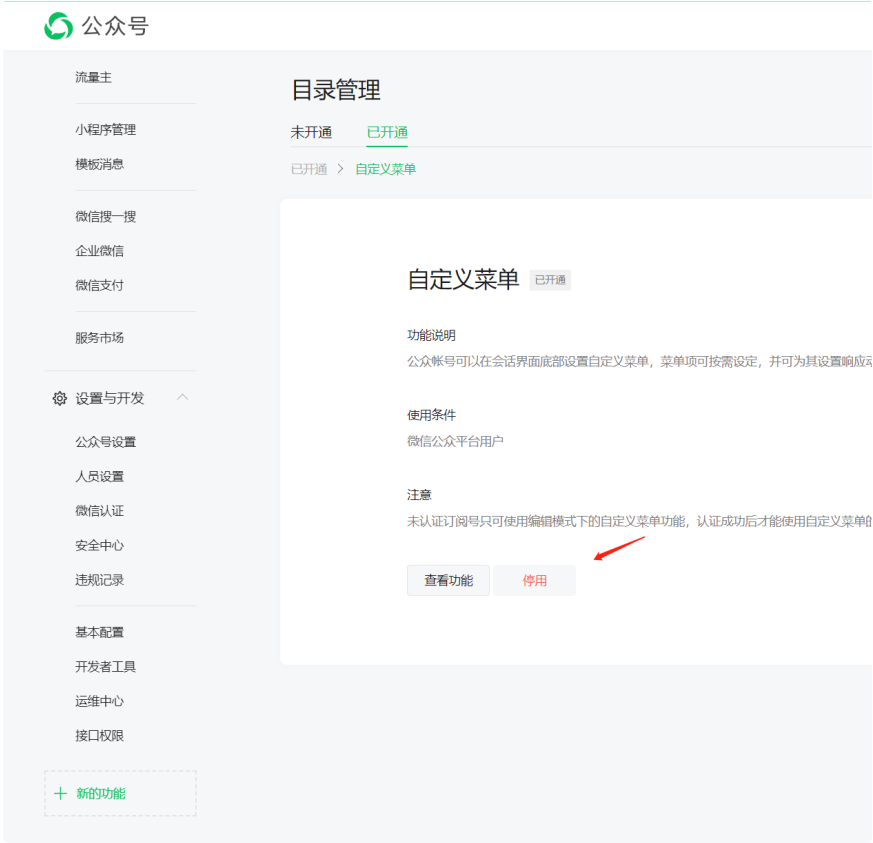 公众号
流量主
小程序管理
模板消息
微信搜一搜
企业微信
微信支付
服务市场
设置与开发
公众号设置
人员设置
微信认证
安全中心
违规记录
基本配置
开发者工具
运维中心
接口权限
新的功能
目录管理
未开通 已开通
已开通 > 自定义菜单
自定义菜单 已开通
功能说明
公众帐号可以在会话界面底部设置自定义菜单，菜单项可按需设定，并可为其设置响应动
使用条件
微信公众平台用户
注意
未认证订阅号只可使用编辑模式下的自定义菜单功能，认证成功后才能使用自定义菜单的
查看功能 停用